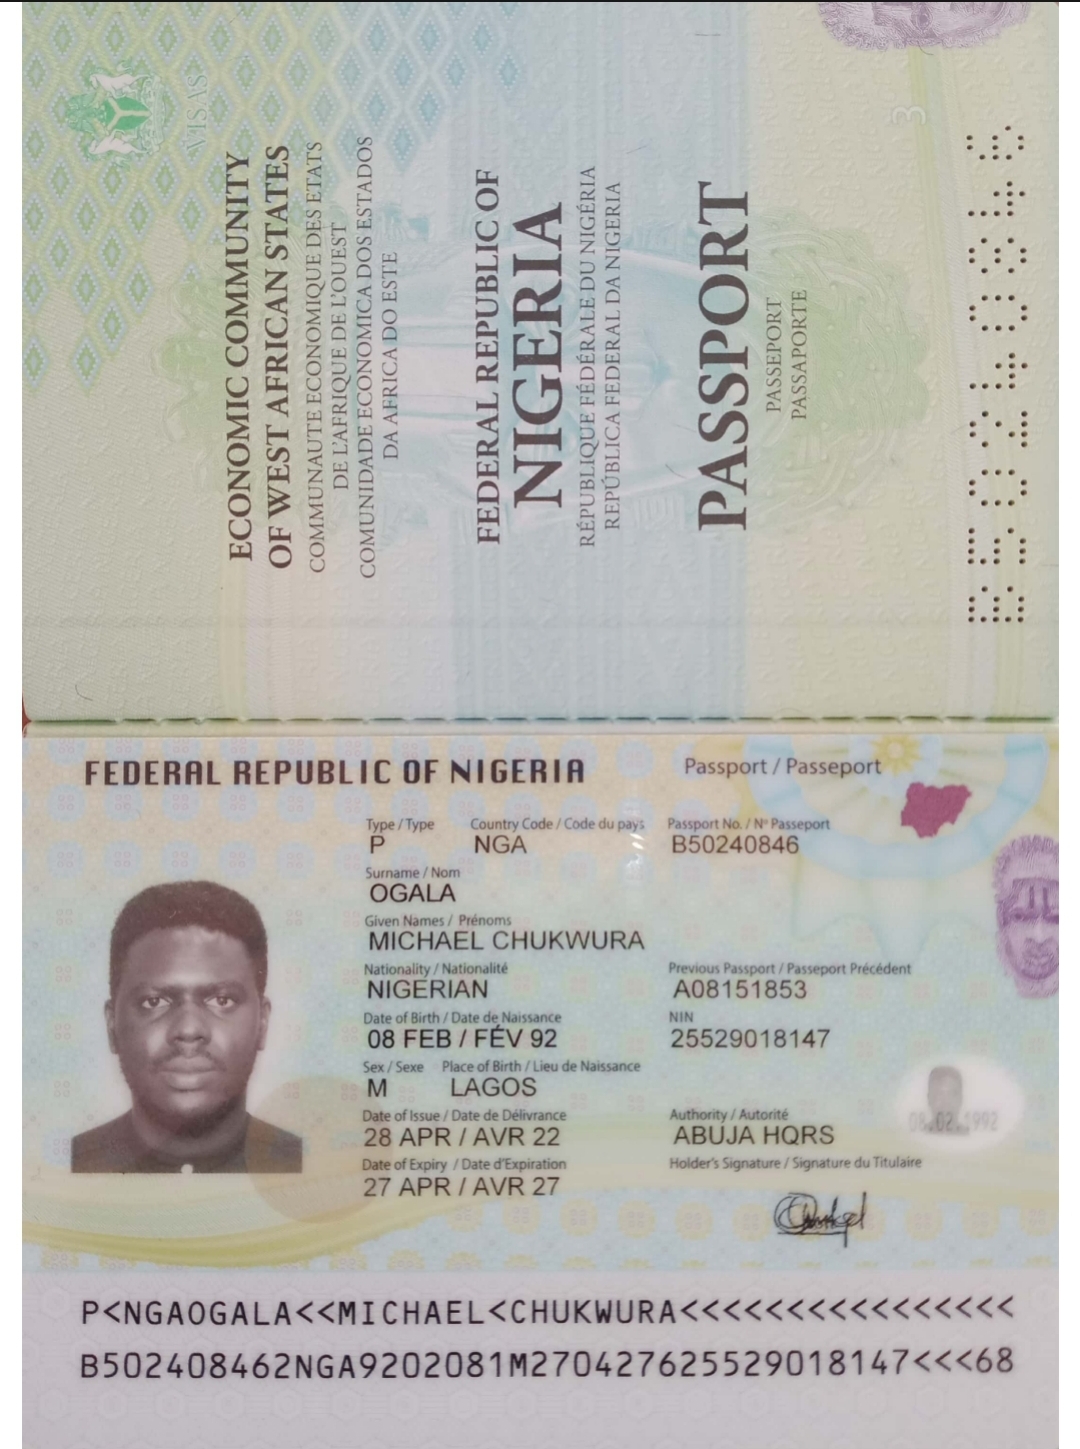 VISAS
ECONOMIC COMMUNITY
OF WEST AFRICAN STATES
COMMUNAUTE ECONOMIQUE DES ETATS
DE L'AFRIQUE DE L'OUEST
COMUNIDADE ECONOMICA DOS ESTADOS
DA AFRICA DO ESTE
FEDERAL REPUBLIC OF
NIGERIA
RÉPUBLIQUE FÉDÉRALE DU NIGÉRIA
REPÚBLICA FEDERAL DA NIGERIA
PASSPORT
PASSEPORT
PASSAPORTE
3
B50240846
FEDERAL REPUBLIC OF NIGERIA
Passport / Passeport
Type / Type Country Code / Code du pays Passport No. / N° Passeport
P NGA B50240846
Surname / Nom
OGALA
Given Names / Prénoms
MICHAEL CHUKWURA
Nationality / Nationalité Previous Passport / Passeport Précédent
NIGERIAN A08151853
Date of Birth / Date de Naissance NIN
08 FEB / FÉV 92 25529018147
Sex / Sexe Place of Birth / Lieu de Naissance
M LAGOS
08.02.1992
Date of Issue / Date de Délivrance Authority / Autorité
28 APR / AVR 22 ABUJA HQRS
Date of Expiry / Date d'Expiration Holder's Signature / Signature du Titulaire
27 APR / AVR 27
P<NGAOGALA<<MICHAEL<CHUKWURA<<<<<<<<<<<<<<<<
B502408462NGA9202081M270427625529018147<<<68